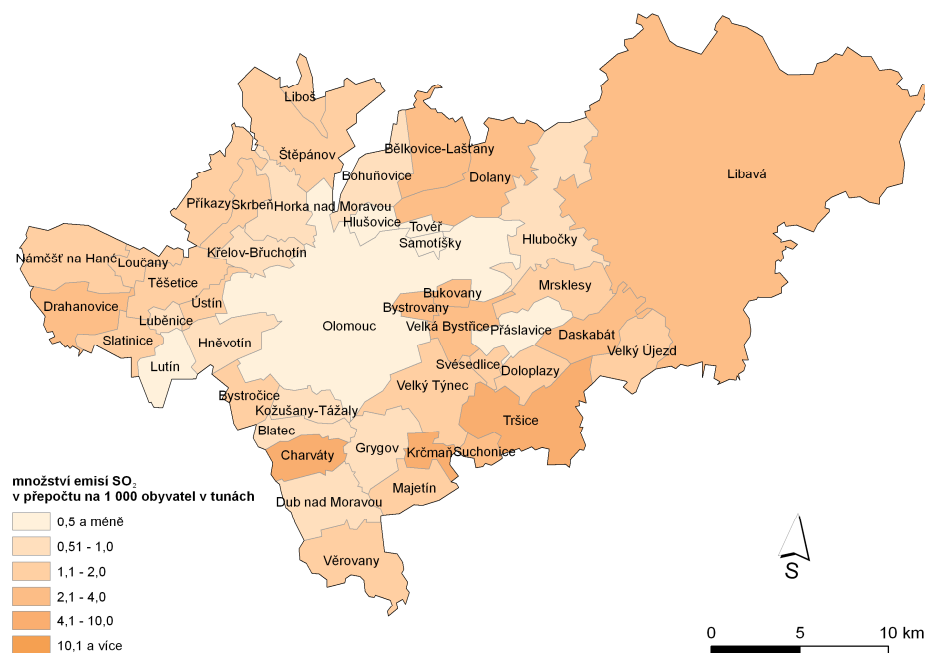 Liboš
Štěpánov
Bělkovice-Lašťany
Bohuňovice
Dolany
Libavá
Příkazy
Skrbeň
Horka nad Moravou
Hlušovice
Tovéř
Samotíšky
Hlubočky
Křelov-Břuchotín
Náměšť na Hané
Loučany
Těšetice
Mrsklesy
Bukovany
Drahanovice
Ústín
Bystrovany
Luběnice
Olomouc
Velká Bystřice
Přáslavice
Daskabát
Slatinice
Hněvotín
Velký Újezd
Lutín
Svésedlice
Doloplazy
Velký Týnec
Bystročice
Kožušany-Tážaly
Tršice
Blatec
Charváty
Grygov
Krčmaň
Suchonice
Majetín
Dub nad Moravou
Věrovany
množství emisí SO₂
v přepočtu na 1 000 obyvatel v tunách
0,5 a méně
0,51 - 1,0
1,1 - 2,0
2,1 - 4,0
4,1 - 10,0
10,1 a více
S
0 5 10 km